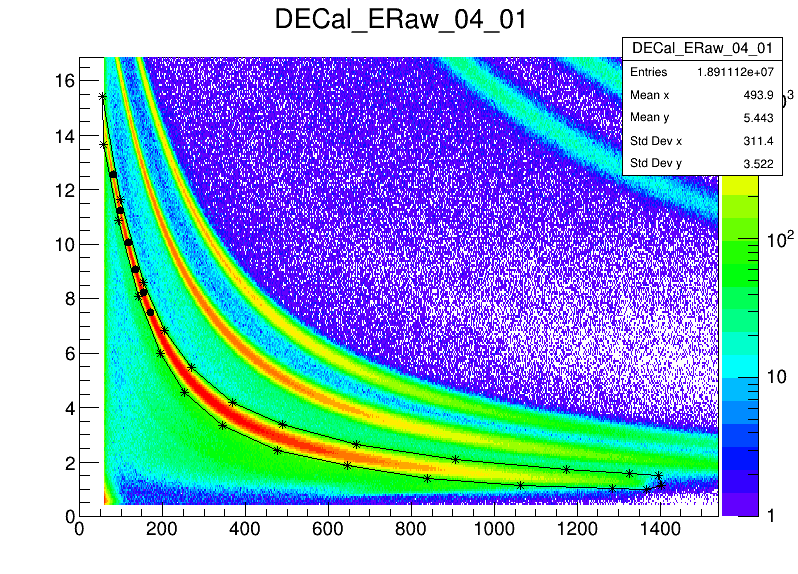 DECal_ERaw_04_01
DECal_ERaw_04_01
Entries 1.891112e+07
Mean x 493.9
Mean y 5.443
Std Dev x 311.4
Std Dev y 3.522
16
14
12
10
8
6
4
2
0
0 200 400 600 800 1000 1200 1400
10²
10
1